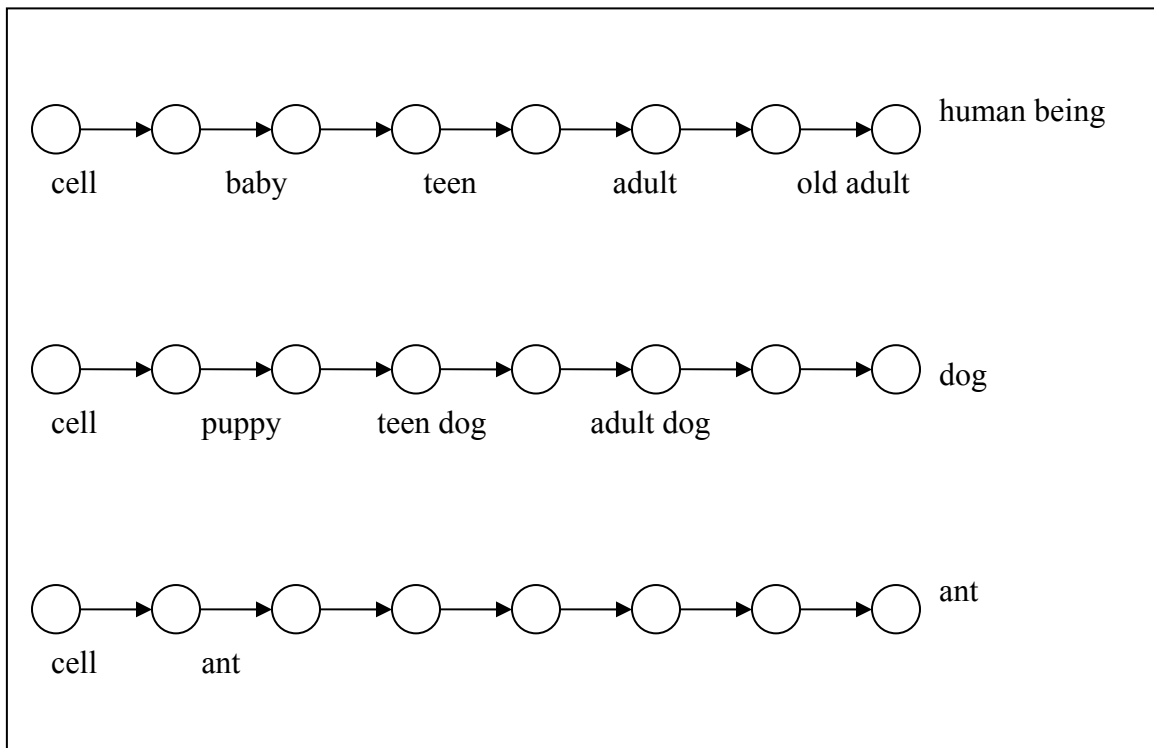 human being
cell baby teen adult old adult
dog
cell puppy teen dog adult dog
ant
cell ant